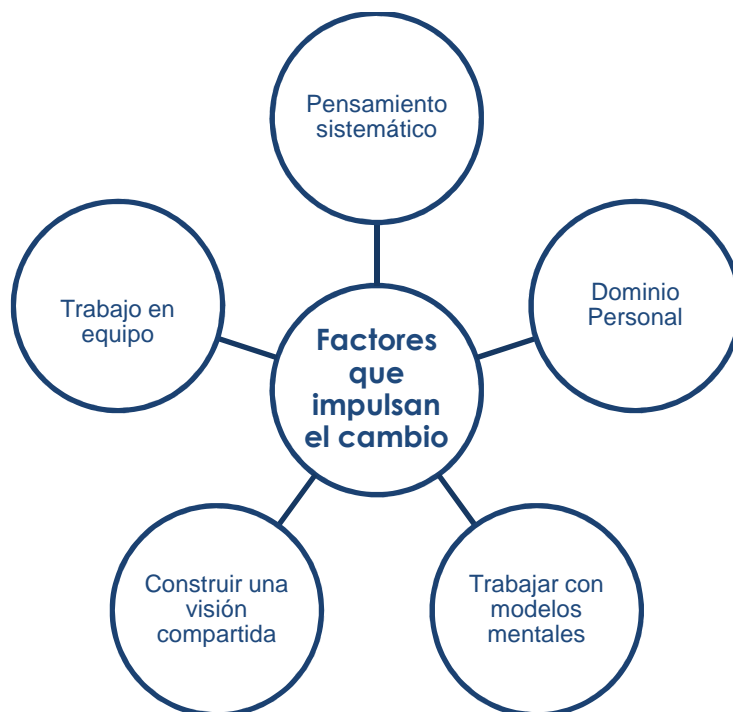 Pensamiento
sistemático
Dominio
Personal
Trabajar con
modelos
mentales
Construir una
visión
compartida
Trabajo en
equipo
Factores
que
impulsan
el cambio